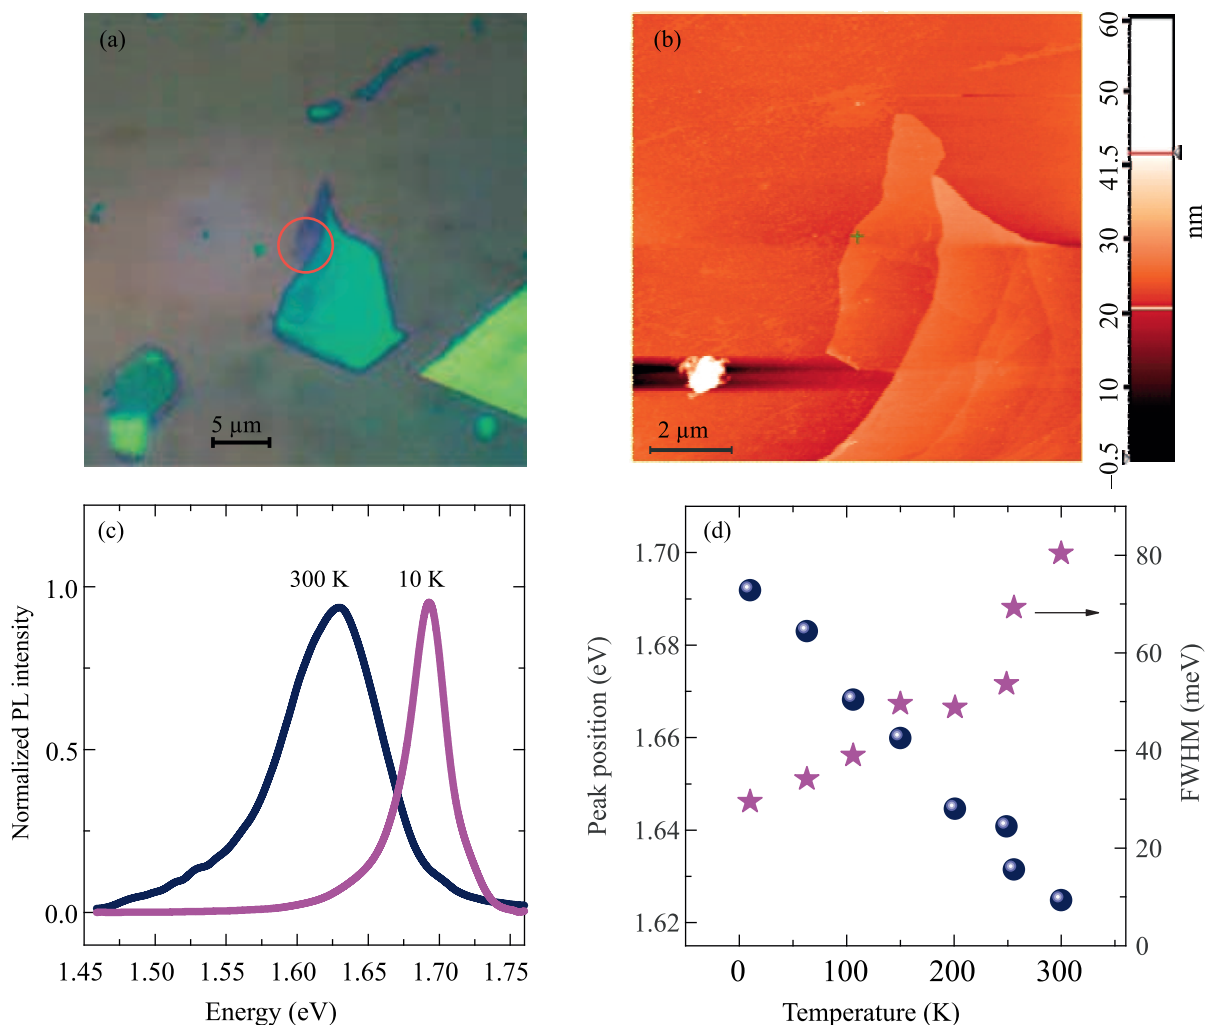 (a)
5 µm
(b)
2 µm
60
50
41.5
30
20
10
−0.5
nm
(c)
300 K
10 K
1.0
0.5
0.0
Normalized PL intensity
1.45 1.50 1.55 1.60 1.65 1.70 1.75
Energy (eV)
(d)
1.70
1.68
1.66
1.64
1.62
Peak position (eV)
80
60
40
20
0
FWHM (meV)
0 100 200 300
Temperature (K)